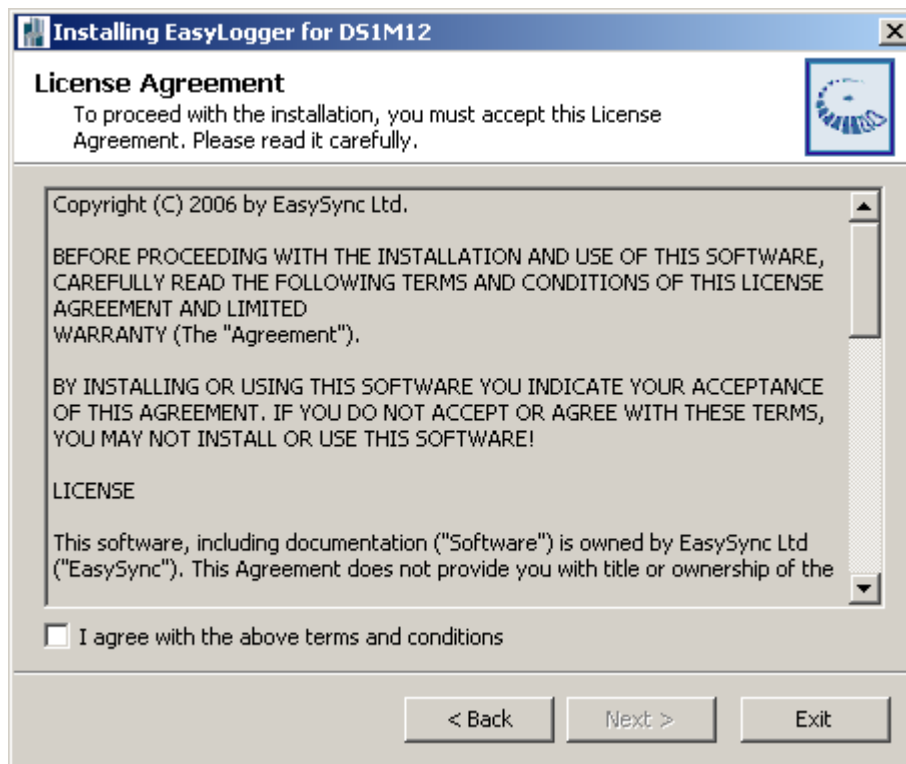 Installing EasyLogger for DS1M12
License Agreement
To proceed with the installation, you must accept this License
Agreement. Please read it carefully.
Copyright (C) 2006 by EasySync Ltd.
BEFORE PROCEEDING WITH THE INSTALLATION AND USE OF THIS SOFTWARE,
CAREFULLY READ THE FOLLOWING TERMS AND CONDITIONS OF THIS LICENSE
AGREEMENT AND LIMITED
WARRANTY (The "Agreement").
BY INSTALLING OR USING THIS SOFTWARE YOU INDICATE YOUR ACCEPTANCE
OF THIS AGREEMENT. IF YOU DO NOT ACCEPT OR AGREE WITH THESE TERMS,
YOU MAY NOT INSTALL OR USE THIS SOFTWARE!
LICENSE
This software, including documentation ("Software") is owned by EasySync Ltd
("EasySync"). This Agreement does not provide you with title or ownership of the
I agree with the above terms and conditions
< Back Next > Exit